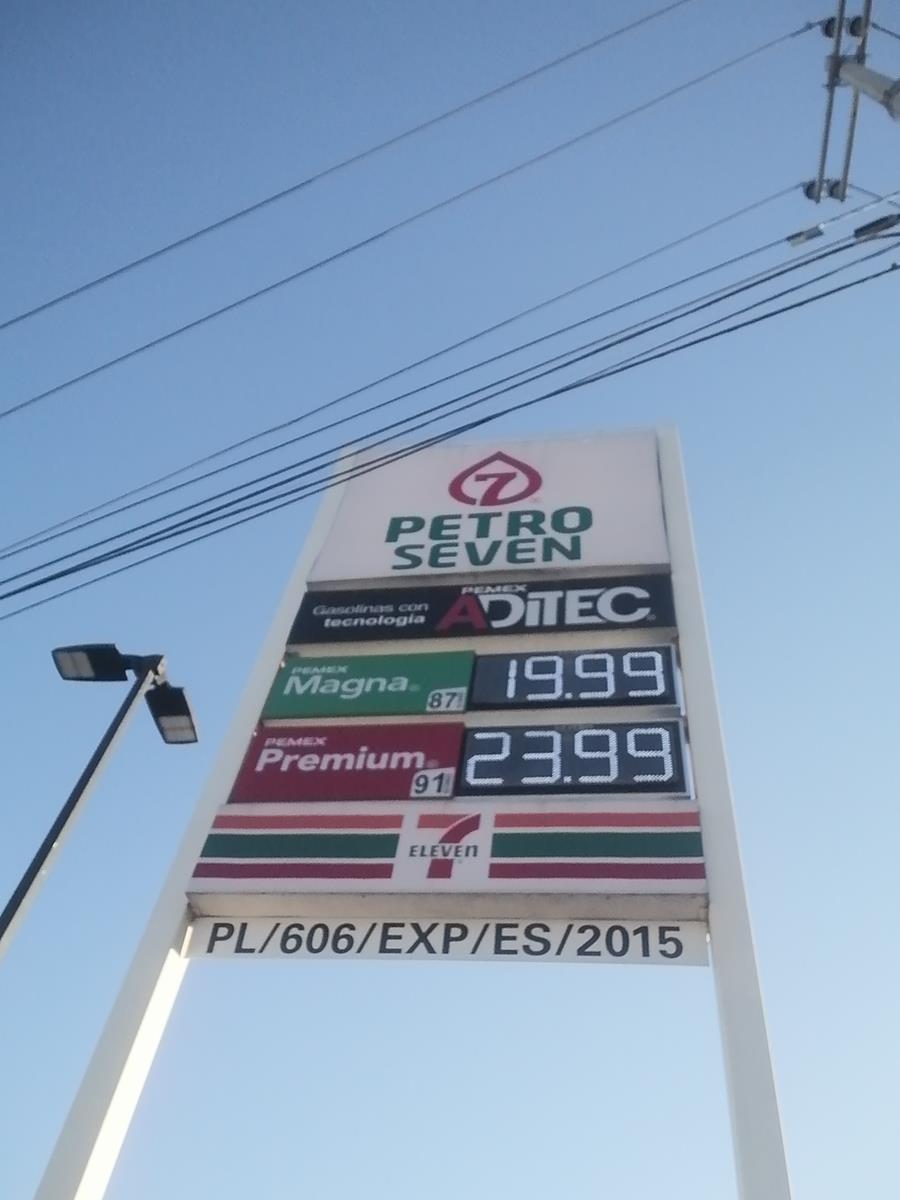 7
PETRO
SEVEN
Gasolinas con
tecnología
PEMEX
ADITEC
PEMEX
Magna
87
19.99
PEMEX
Premium
91
23.99
7
ELEVEn
PL/606/EXP/ES/2015